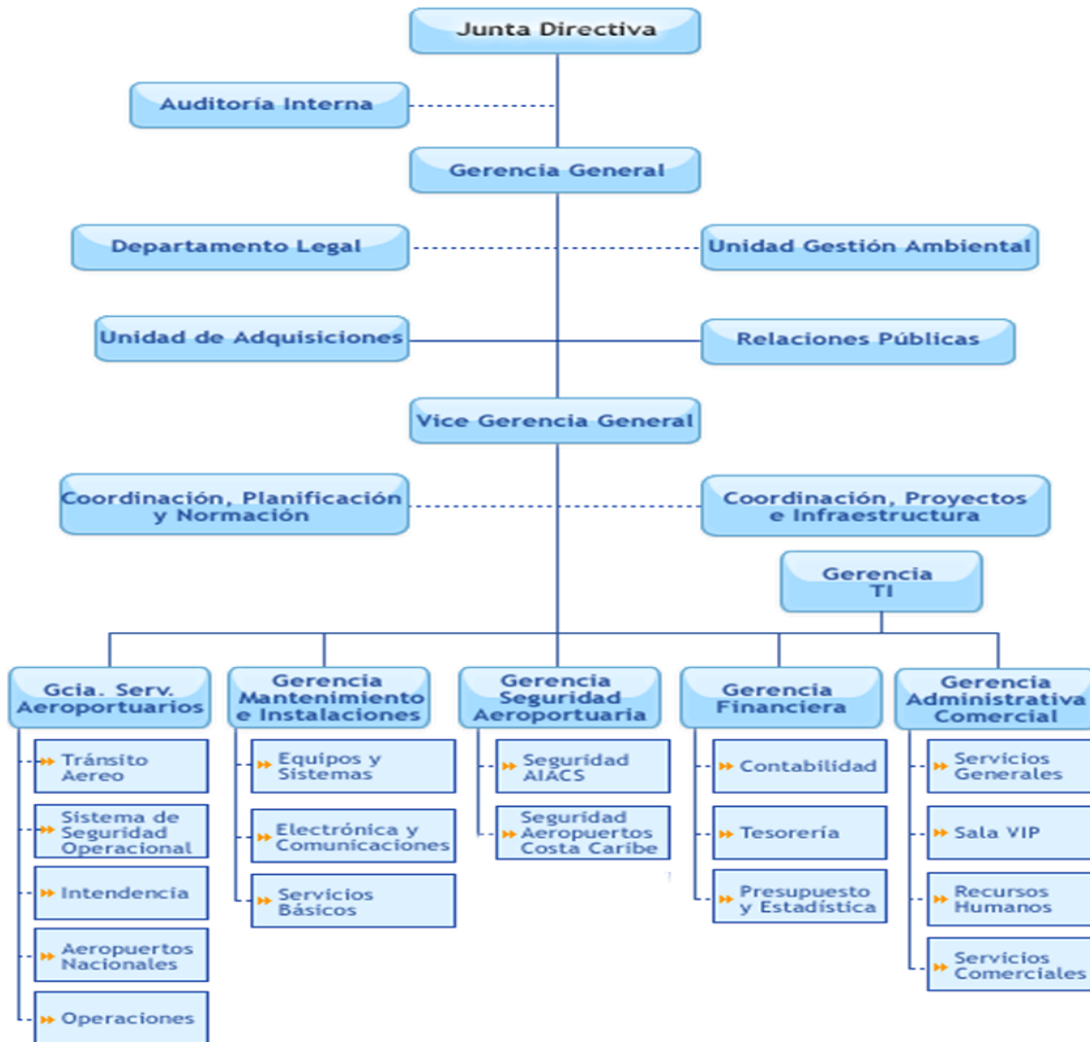 Junta Directiva
Auditoría Interna
Gerencia General
Departamento Legal
Unidad Gestión Ambiental
Unidad de Adquisiciones
Relaciones Públicas
Vice Gerencia General
Coordinación, Planificación
y Normación
Coordinación, Proyectos
e Infraestructura
Gerencia
TI
Gcia. Serv.
Aeroportuarios
Tránsito
Aereo
Sistema de
Seguridad
Operacional
Intendencia
Aeropuertos
Nacionales
Operaciones
Gerencia
Mantenimiento
e Instalaciones
Equipos y
Sistemas
Electrónica y
Comunicaciones
Servicios
Básicos
Gerencia
Seguridad
Aeroportuaria
Seguridad
AIACS
Seguridad
Aeropuertos
Costa Caribe
Gerencia
Financiera
Contabilidad
Tesorería
Presupuesto
y Estadística
Gerencia
Administrativa
Comercial
Servicios
Generales
Sala VIP
Recursos
Humanos
Servicios
Comerciales